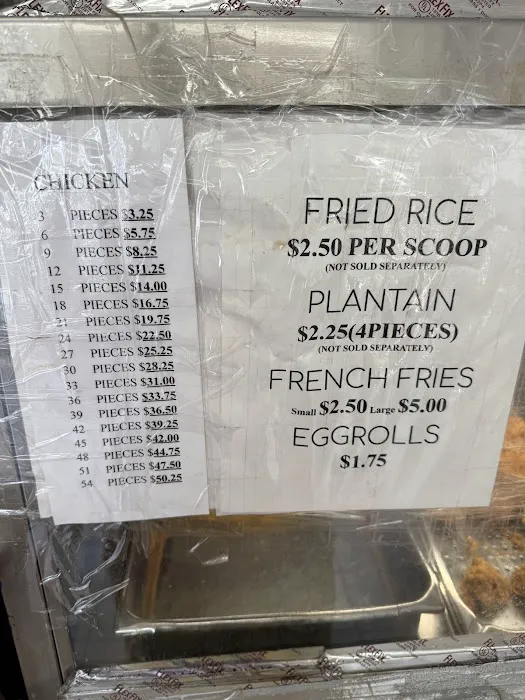 CHICKEN
3 PIECES $3.25
6 PIECES $5.75
9 PIECES $8.25
12 PIECES $11.25
15 PIECES $14.00
18 PIECES $16.75
21 PIECES $19.75
24 PIECES $22.50
27 PIECES $25.25
30 PIECES $28.25
33 PIECES $31.00
36 PIECES $33.75
39 PIECES $36.50
42 PIECES $39.25
45 PIECES $42.00
48 PIECES $44.75
51 PIECES $47.50
54 PIECES $50.25
FRIED RICE
$2.50 PER SCOOP
(NOT SOLD SEPARATELY)
PLANTAIN
$2.25(4PIECES)
(NOT SOLD SEPARATELY)
FRENCH FRIES
Small $2.50 Large $5.00
EGGROLLS
$1.75